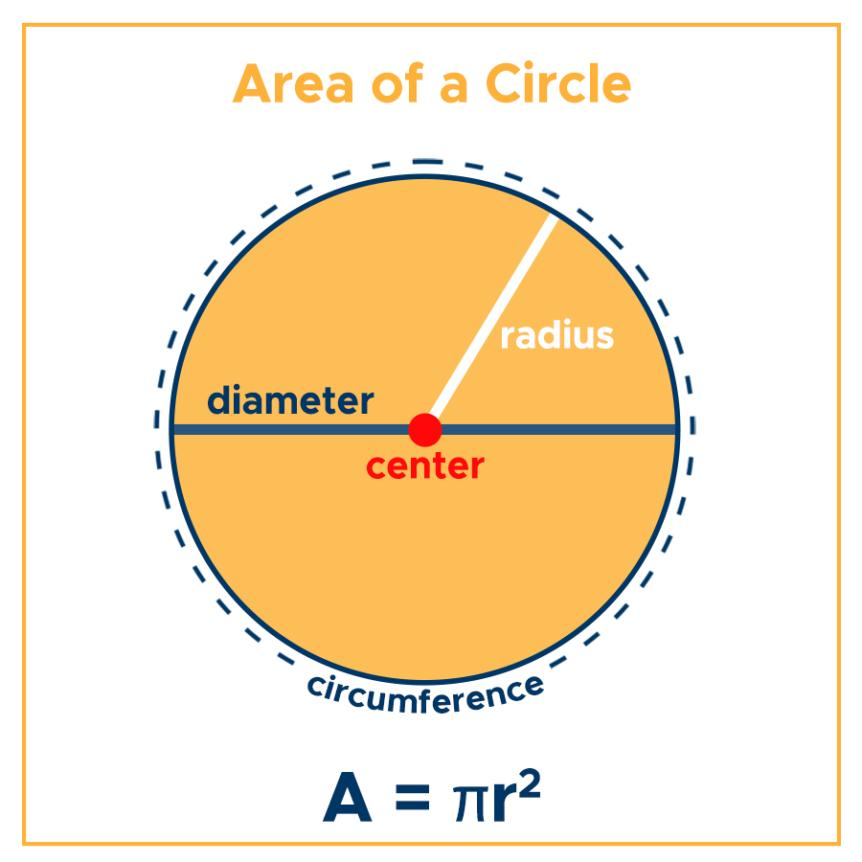 Area of a Circle
radius
diameter
center
circumference
A = πr²